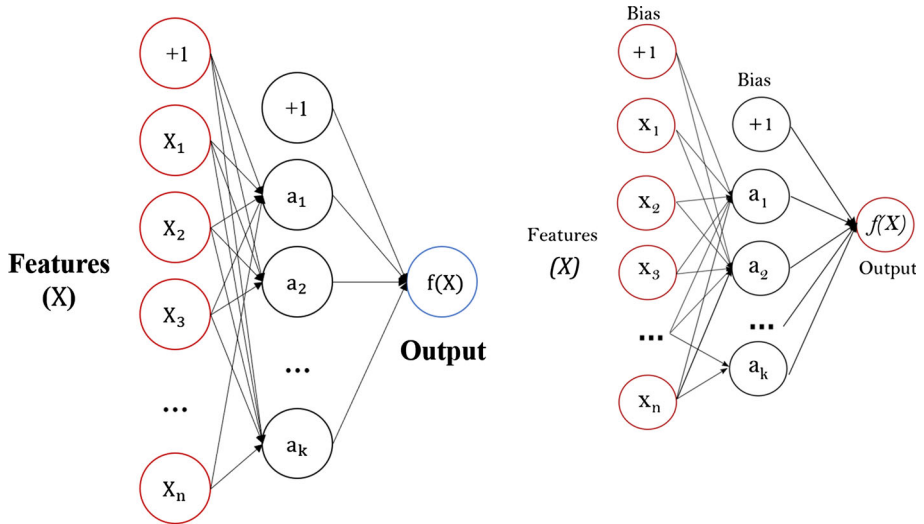 +1
X₁
X₂
X₃
...
Xₙ
Features
(X)
+1
a₁
a₂
...
aₖ
f(X)
Output
Bias
+1
x₁
x₂
x₃
...
xₙ
Features
(X)
Bias
+1
a₁
a₂
...
aₖ
f(X)
Output